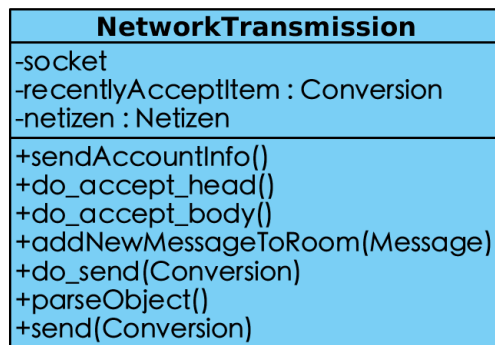 NetworkTransmission
-socket
-recentlyAcceptItem : Conversion
-netizen : Netizen
+sendAccountInfo()
+do_accept_head()
+do_accept_body()
+addNewMessageToRoom(Message)
+do_send(Conversion)
+parseObject()
+send(Conversion)